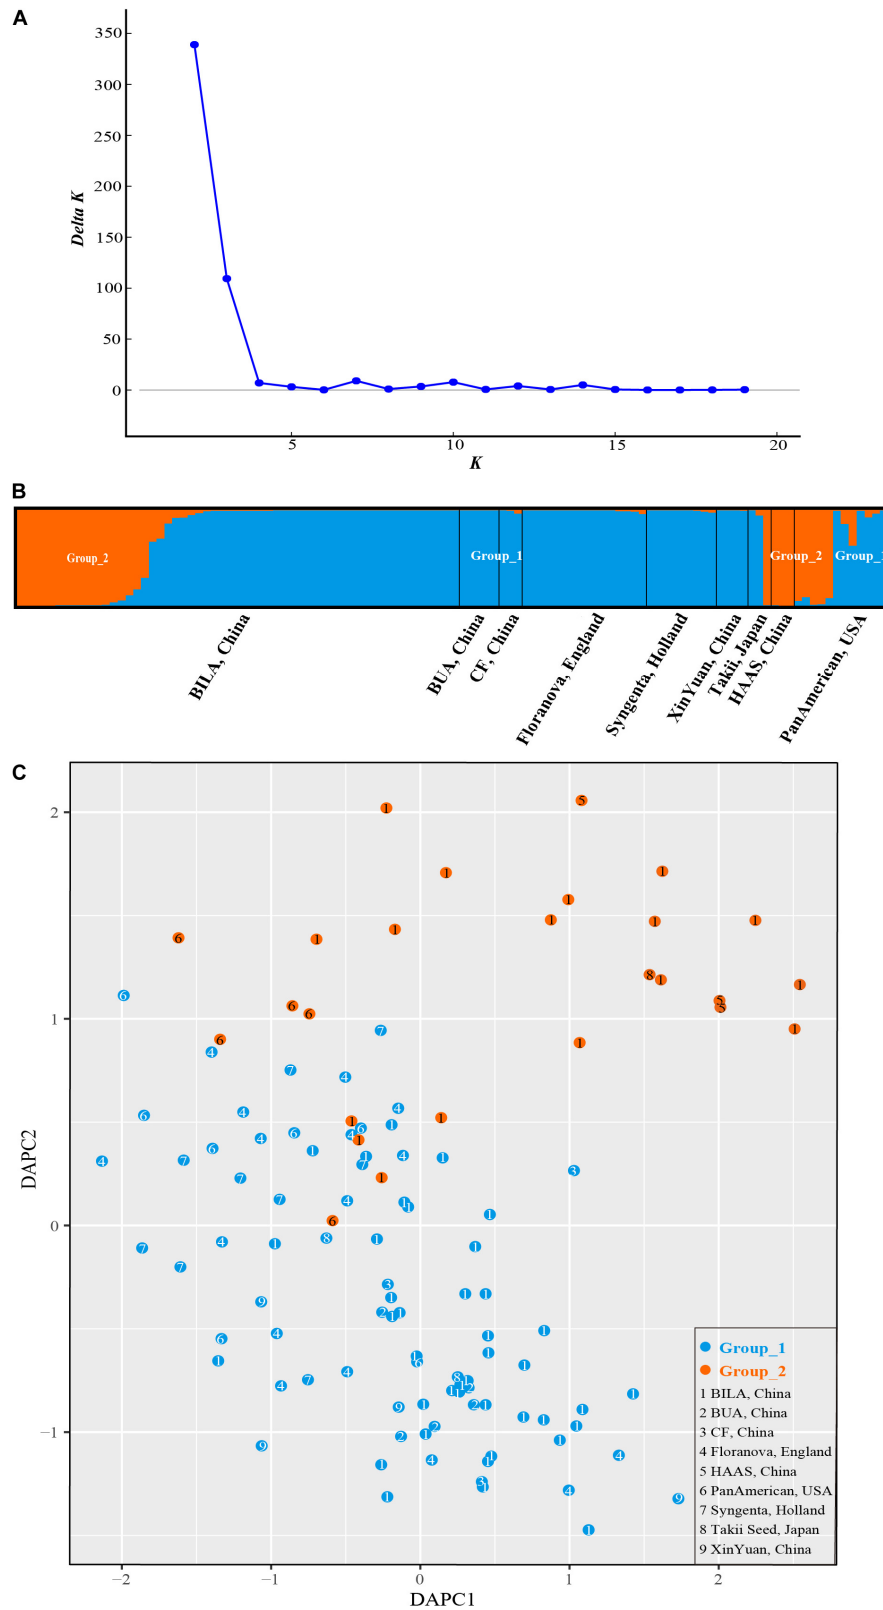 A
350
300
250
200
150
100
50
0
Delta K
5
10
15
20
K
B
Group_2
Group_1
Group_2
Group_1
BILA, China
BUA, China
CF, China
Floranova, England
Syngenta, Holland
XinYuan, China
Takii, Japan
HAAS, China
PanAmerican, USA
C
2
1
0
−1
DAPC2
−2
−1
0
1
2
DAPC1
Group_1
Group_2
1 BILA, China
2 BUA, China
3 CF, China
4 Floranova, England
5 HAAS, China
6 PanAmerican, USA
7 Syngenta, Holland
8 Takii Seed, Japan
9 XinYuan, China